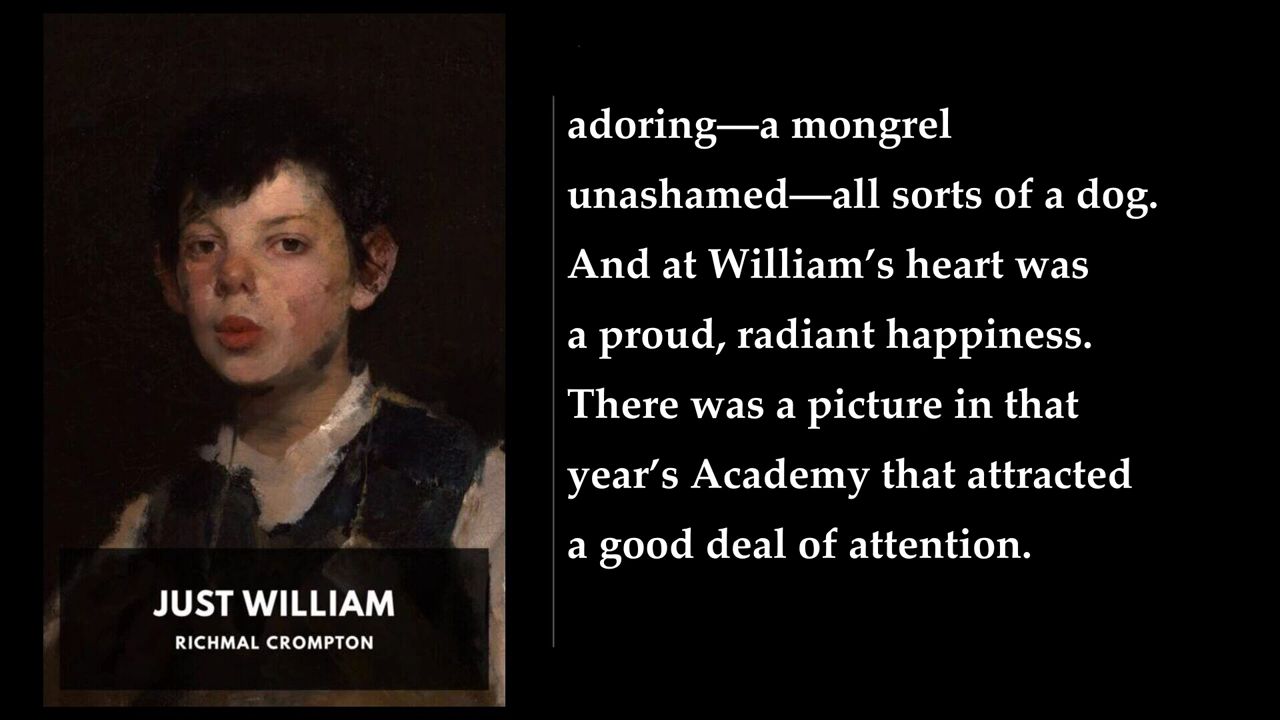 JUST WILLIAM
RICHMAL CROMPTON
adoring—a mongrel
unashamed—all sorts of a dog.
And at William’s heart was
a proud, radiant happiness.
There was a picture in that
year’s Academy that attracted
a good deal of attention.